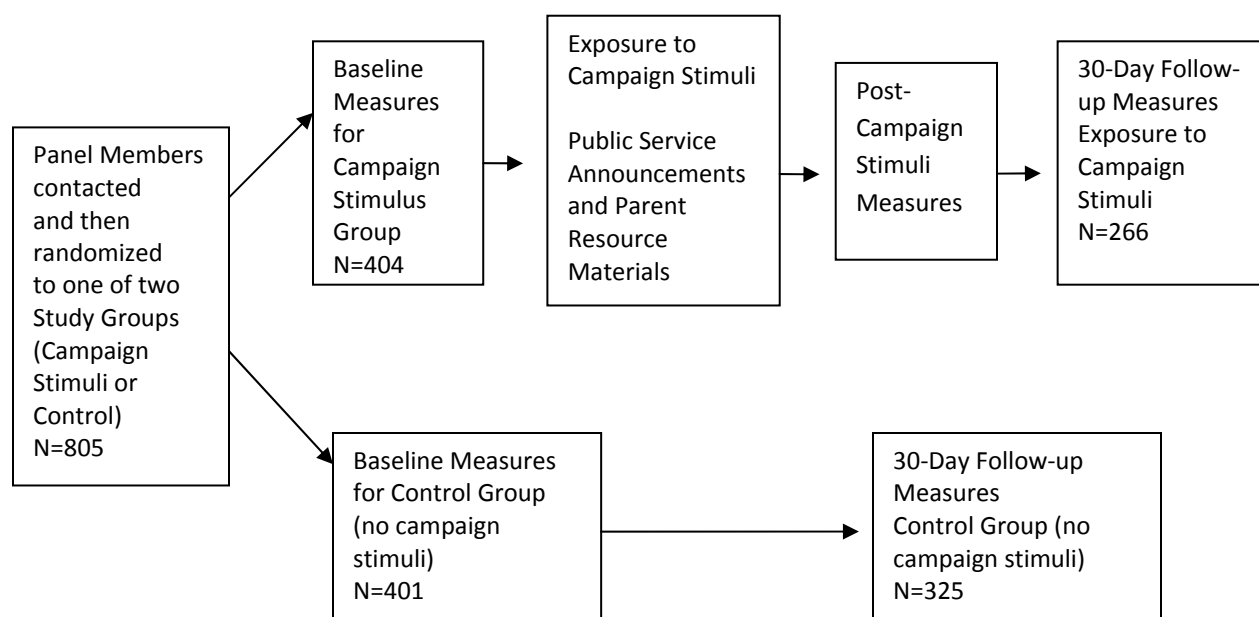 Panel Members
contacted
and then
randomized
to one of two
Study Groups
(Campaign
Stimuli or
Control)
N=805
Baseline
Measures
for
Campaign
Stimulus
Group
N=404
Exposure to
Campaign Stimuli
Public Service
Announcements
and Parent
Resource
Materials
Post-
Campaign
Stimuli
Measures
30-Day Follow-
up Measures
Exposure to
Campaign
Stimuli
N=266
Baseline Measures
for Control Group
(no campaign
stimuli)
N=401
30-Day Follow-up
Measures
Control Group (no
campaign stimuli)
N=325